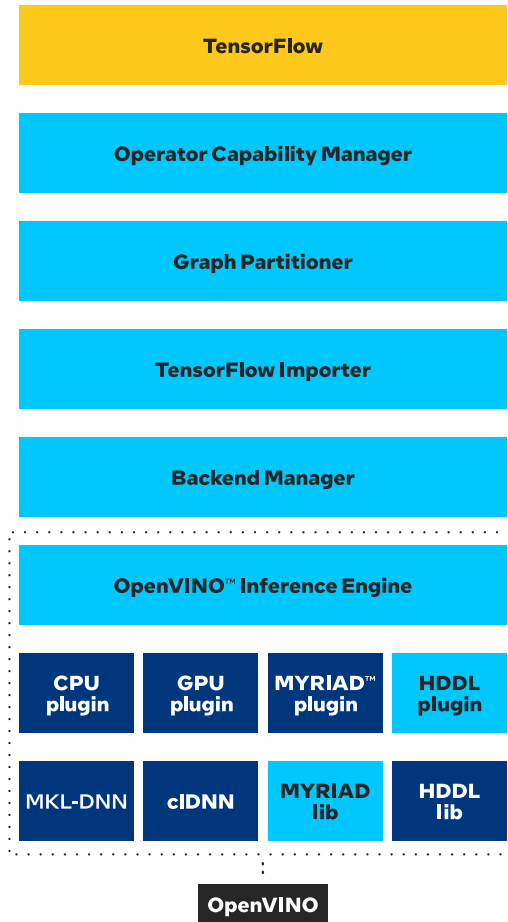 TensorFlow
Operator Capability Manager
Graph Partitioner
TensorFlow Importer
Backend Manager
OpenVINO™ Inference Engine
CPU
plugin
GPU
plugin
MYRIAD™
plugin
HDDL
plugin
MKL-DNN
clDNN
MYRIAD
lib
HDDL
lib
OpenVINO